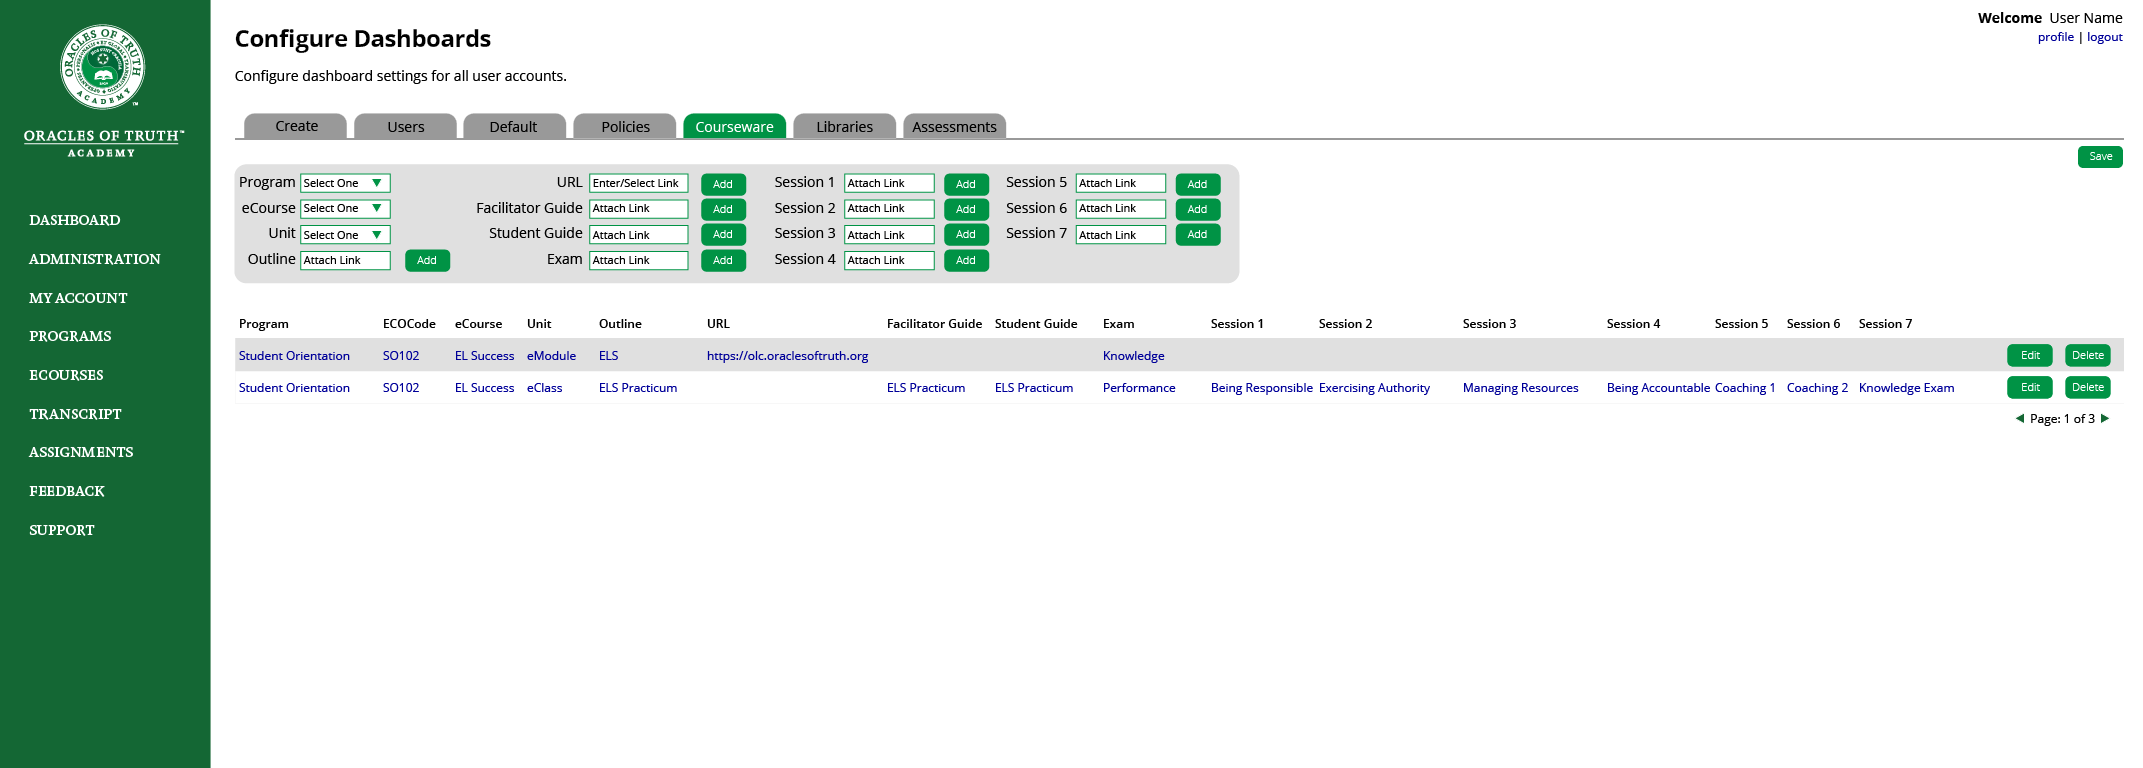 ORACLES OF TRUTH
ACADEMY
ORACLES OF TRUTH™
ACADEMY
DASHBOARD
ADMINISTRATION
MY ACCOUNT
PROGRAMS
ECOURSES
TRANSCRIPT
ASSIGNMENTS
FEEDBACK
SUPPORT
Welcome User Name
profile | logout
Configure Dashboards
Configure dashboard settings for all user accounts.
Create Users Default Policies Courseware Libraries Assessments
Save
Program Select One URL Enter/Select Link Add Session 1 Attach Link Add Session 5 Attach Link Add
eCourse Select One Facilitator Guide Attach Link Add Session 2 Attach Link Add Session 6 Attach Link Add
Unit Select One Student Guide Attach Link Add Session 3 Attach Link Add Session 7 Attach Link Add
Outline Attach Link Add Exam Attach Link Add Session 4 Attach Link Add
Program ECOCode eCourse Unit Outline URL Facilitator Guide Student Guide Exam Session 1 Session 2 Session 3 Session 4 Session 5 Session 6 Session 7
Student Orientation SO102 EL Success eModule ELS https://olc.oraclesoftruth.org Knowledge Edit Delete
Student Orientation SO102 EL Success eClass ELS Practicum ELS Practicum ELS Practicum Performance Being Responsible Exercising Authority Managing Resources Being Accountable Coaching 1 Coaching 2 Knowledge Exam Edit Delete
Page: 1 of 3